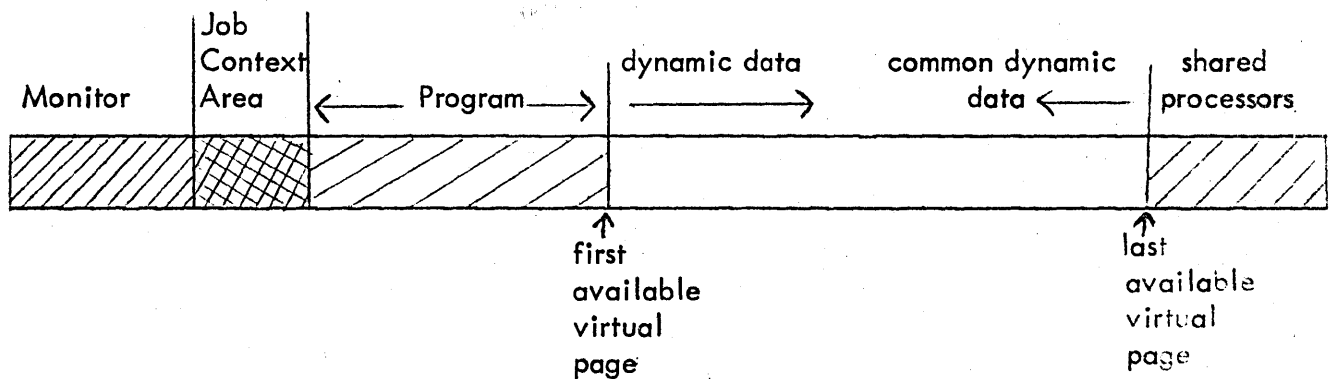 Job
Context
Area
Monitor
Program
dynamic data
common dynamic
data
shared
processors
first
available
virtual
page
last
available
virtual
page